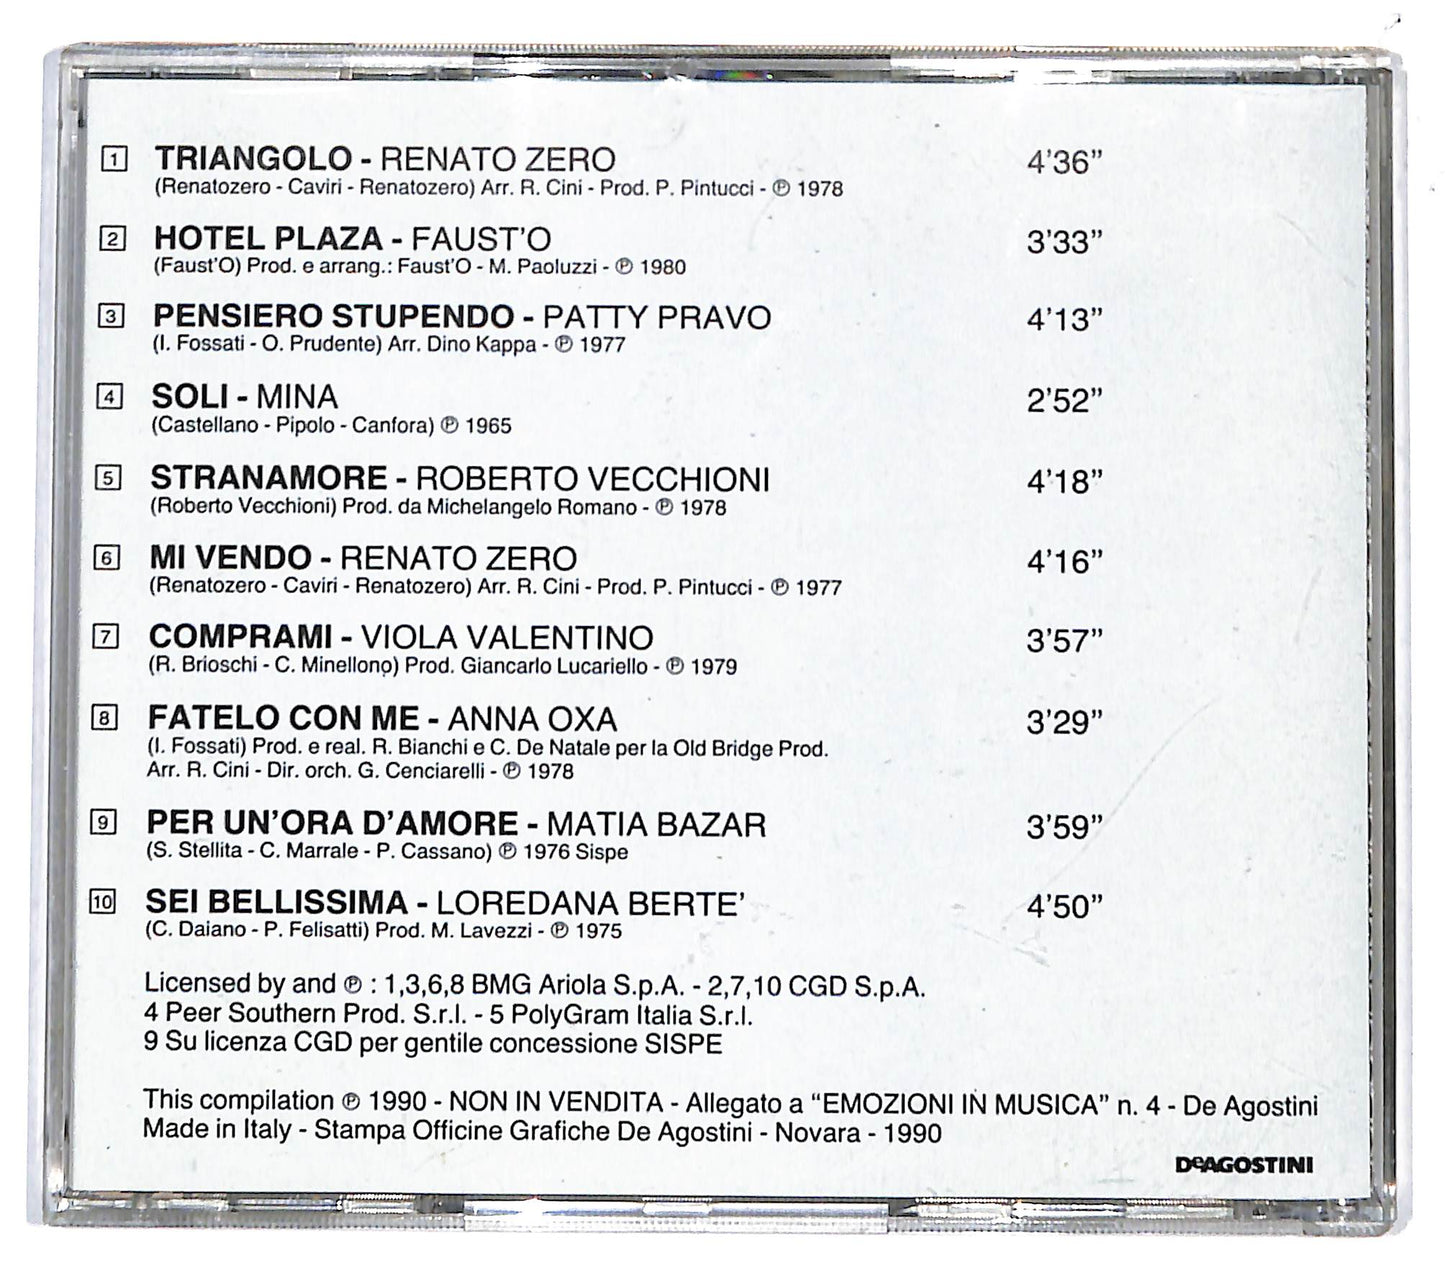 1 TRIANGOLO - RENATO ZERO 4'36"
(Renatozero - Caviri - Renatozero) Arr. R. Cini - Prod. P. Pintucci - ℗ 1978
2 HOTEL PLAZA - FAUST'O 3'33"
(Faust'O) Prod. e arrang.: Faust'O - M. Paoluzzi - ℗ 1980
3 PENSIERO STUPENDO - PATTY PRAVO 4'13"
(I. Fossati - O. Prudente) Arr. Dino Kappa - ℗ 1977
4 SOLI - MINA 2'52"
(Castellano - Pipolo - Canfora) ℗ 1965
5 STRANAMORE - ROBERTO VECCHIONI 4'18"
(Roberto Vecchioni) Prod. da Michelangelo Romano - ℗ 1978
6 MI VENDO - RENATO ZERO 4'16"
(Renatozero - Caviri - Renatozero) Arr. R. Cini - Prod. P. Pintucci - ℗ 1977
7 COMPRAMI - VIOLA VALENTINO 3'57"
(R. Brioschi - C. Minellono) Prod. Giancarlo Lucariello - ℗ 1979
8 FATELO CON ME - ANNA OXA 3'29"
(I. Fossati) Prod. e real. R. Bianchi e C. De Natale per la Old Bridge Prod.
Arr. R. Cini - Dir. orch. G. Cenciarelli - ℗ 1978
9 PER UN'ORA D'AMORE - MATIA BAZAR 3'59"
(S. Stellita - C. Marrale - P. Cassano) ℗ 1976 Sispe
10 SEI BELLISSIMA - LOREDANA BERTE' 4'50"
(C. Daiano - P. Felisatti) Prod. M. Lavezzi - ℗ 1975
Licensed by and ℗ : 1,3,6,8 BMG Ariola S.p.A. - 2,7,10 CGD S.p.A.
4 Peer Southern Prod. S.r.l. - 5 PolyGram Italia S.r.l.
9 Su licenza CGD per gentile concessione SISPE
This compilation ℗ 1990 - NON IN VENDITA - Allegato a "EMOZIONI IN MUSICA" n. 4 - De Agostini
Made in Italy - Stampa Officine Grafiche De Agostini - Novara - 1990
DeAGOSTINI